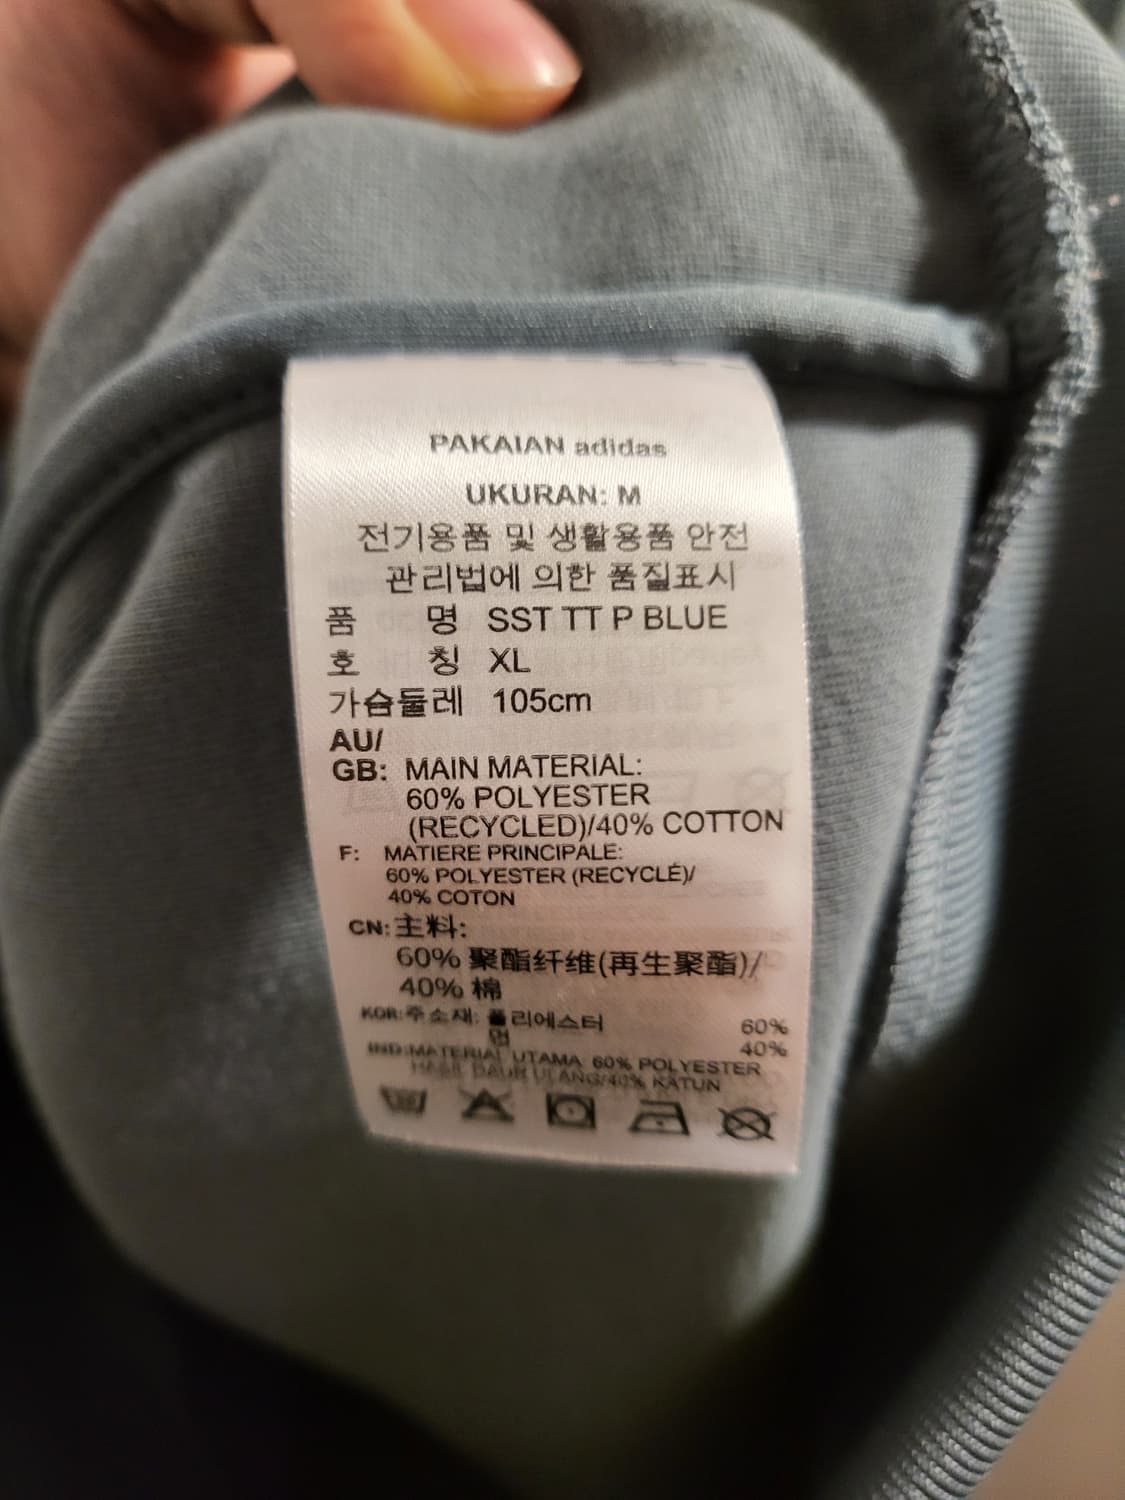 PAKAIAN adidas
UKURAN: M
전기용품 및 생활용품 안전
관리법에 의한 품질표시
품 명 SST TT P BLUE
호 칭 XL
가슴둘레 105cm
AU/
GB: MAIN MATERIAL:
60% POLYESTER
(RECYCLED)/40% COTTON
F: MATIERE PRINCIPALE:
60% POLYESTER (RECYCLÉ)/
40% COTON
CN: 主料:
60% 聚酯纤维(再生聚酯)/
40% 棉
KOR:주소재: 폴리에스터 60%
면 40%
IND:MATERIAL UTAMA: 60% POLYESTER
HASIL DAUR ULANG/40% KATUN